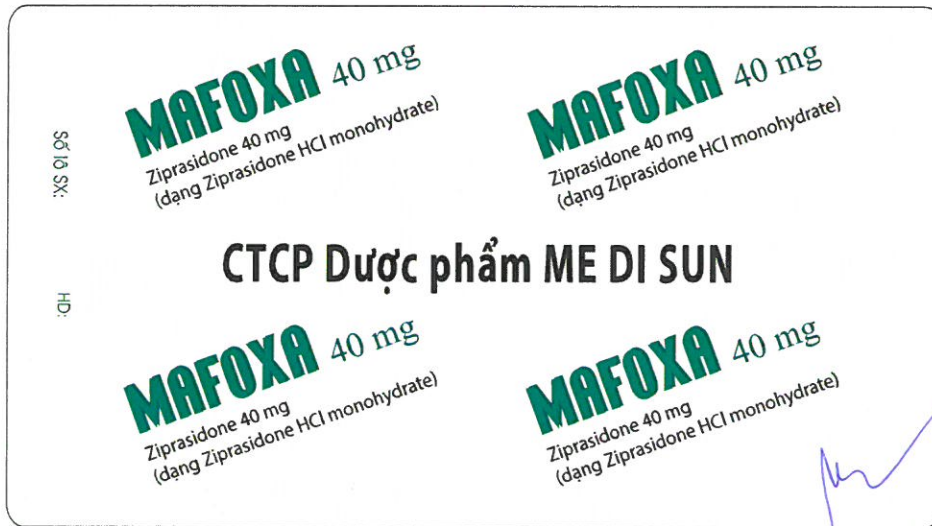 MAFOXA 40 mg
Ziprasidone 40 mg
(dạng Ziprasidone HCl monohydrate)
MAFOXA 40 mg
Ziprasidone 40 mg
(dạng Ziprasidone HCl monohydrate)
Số lô SX:
CTCP Dược phẩm ME DI SUN
HD:
MAFOXA 40 mg
Ziprasidone 40 mg
(dạng Ziprasidone HCl monohydrate)
MAFOXA 40 mg
Ziprasidone 40 mg
(dạng Ziprasidone HCl monohydrate)